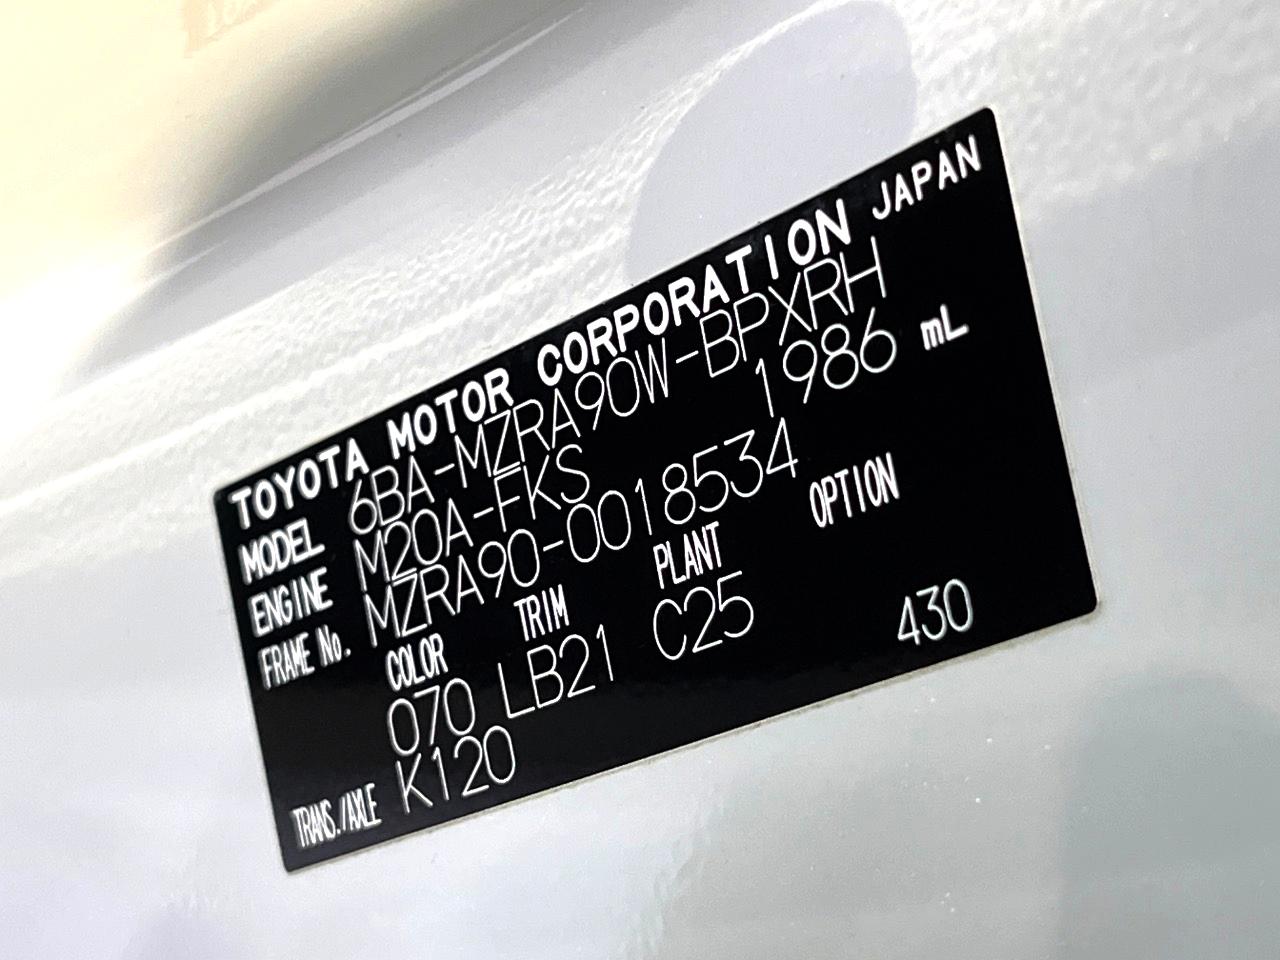 TOYOTA MOTOR CORPORATION JAPAN
MODEL 6BA-MZRA90W-BPXRH
ENGINE M20A-FKS 1986 mL
FRAME No. MZRA90-0018534
COLOR TRIM PLANT OPTION
070 LB21 C25 430
TRANS./AXLE K120